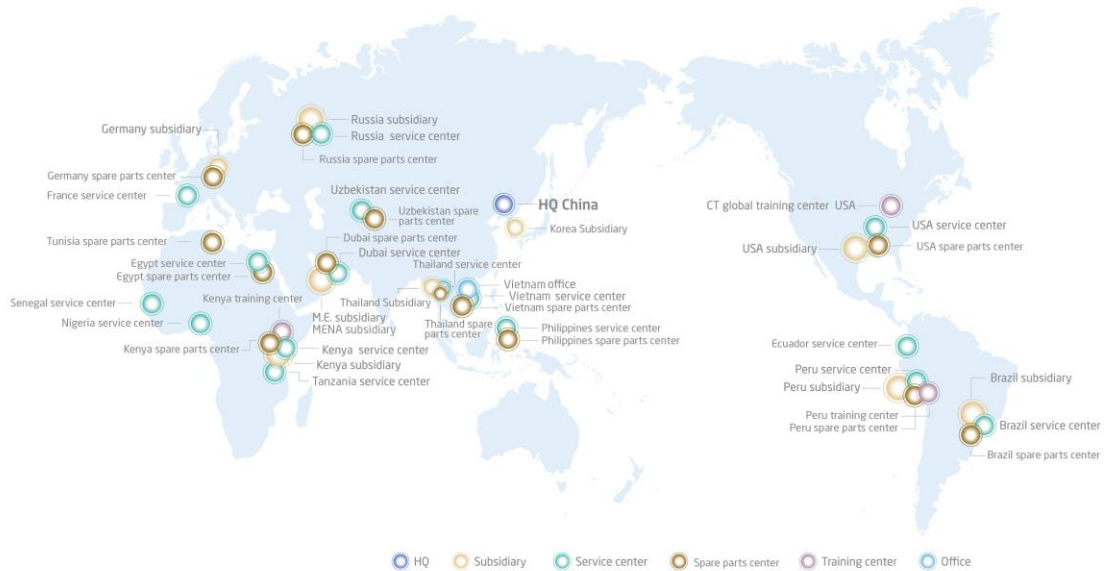 Germany subsidiary
Germany spare parts center
France service center
Tunisia spare parts center
Egypt service center
Egypt spare parts center
Senegal service center
Nigeria service center
Kenya training center
Kenya spare parts center
Kenya service center
Kenya subsidiary
Tanzania service center
Russia subsidiary
Russia service center
Russia spare parts center
Uzbekistan service center
Uzbekistan spare
parts center
Dubai spare parts center
Dubai service center
M.E. subsidiary
MENA subsidiary
HQ China
Korea Subsidiary
Thailand service center
Thailand Subsidiary
Thailand spare
parts center
Vietnam office
Vietnam service center
Vietnam spare parts center
Philippines service center
Philippines spare parts center
CT global training center USA
USA service center
USA subsidiary
USA spare parts center
Ecuador service center
Peru service center
Peru subsidiary
Peru training center
Peru spare parts center
Brazil subsidiary
Brazil service center
Brazil spare parts center
HQ
Subsidiary
Service center
Spare parts center
Training center
Office